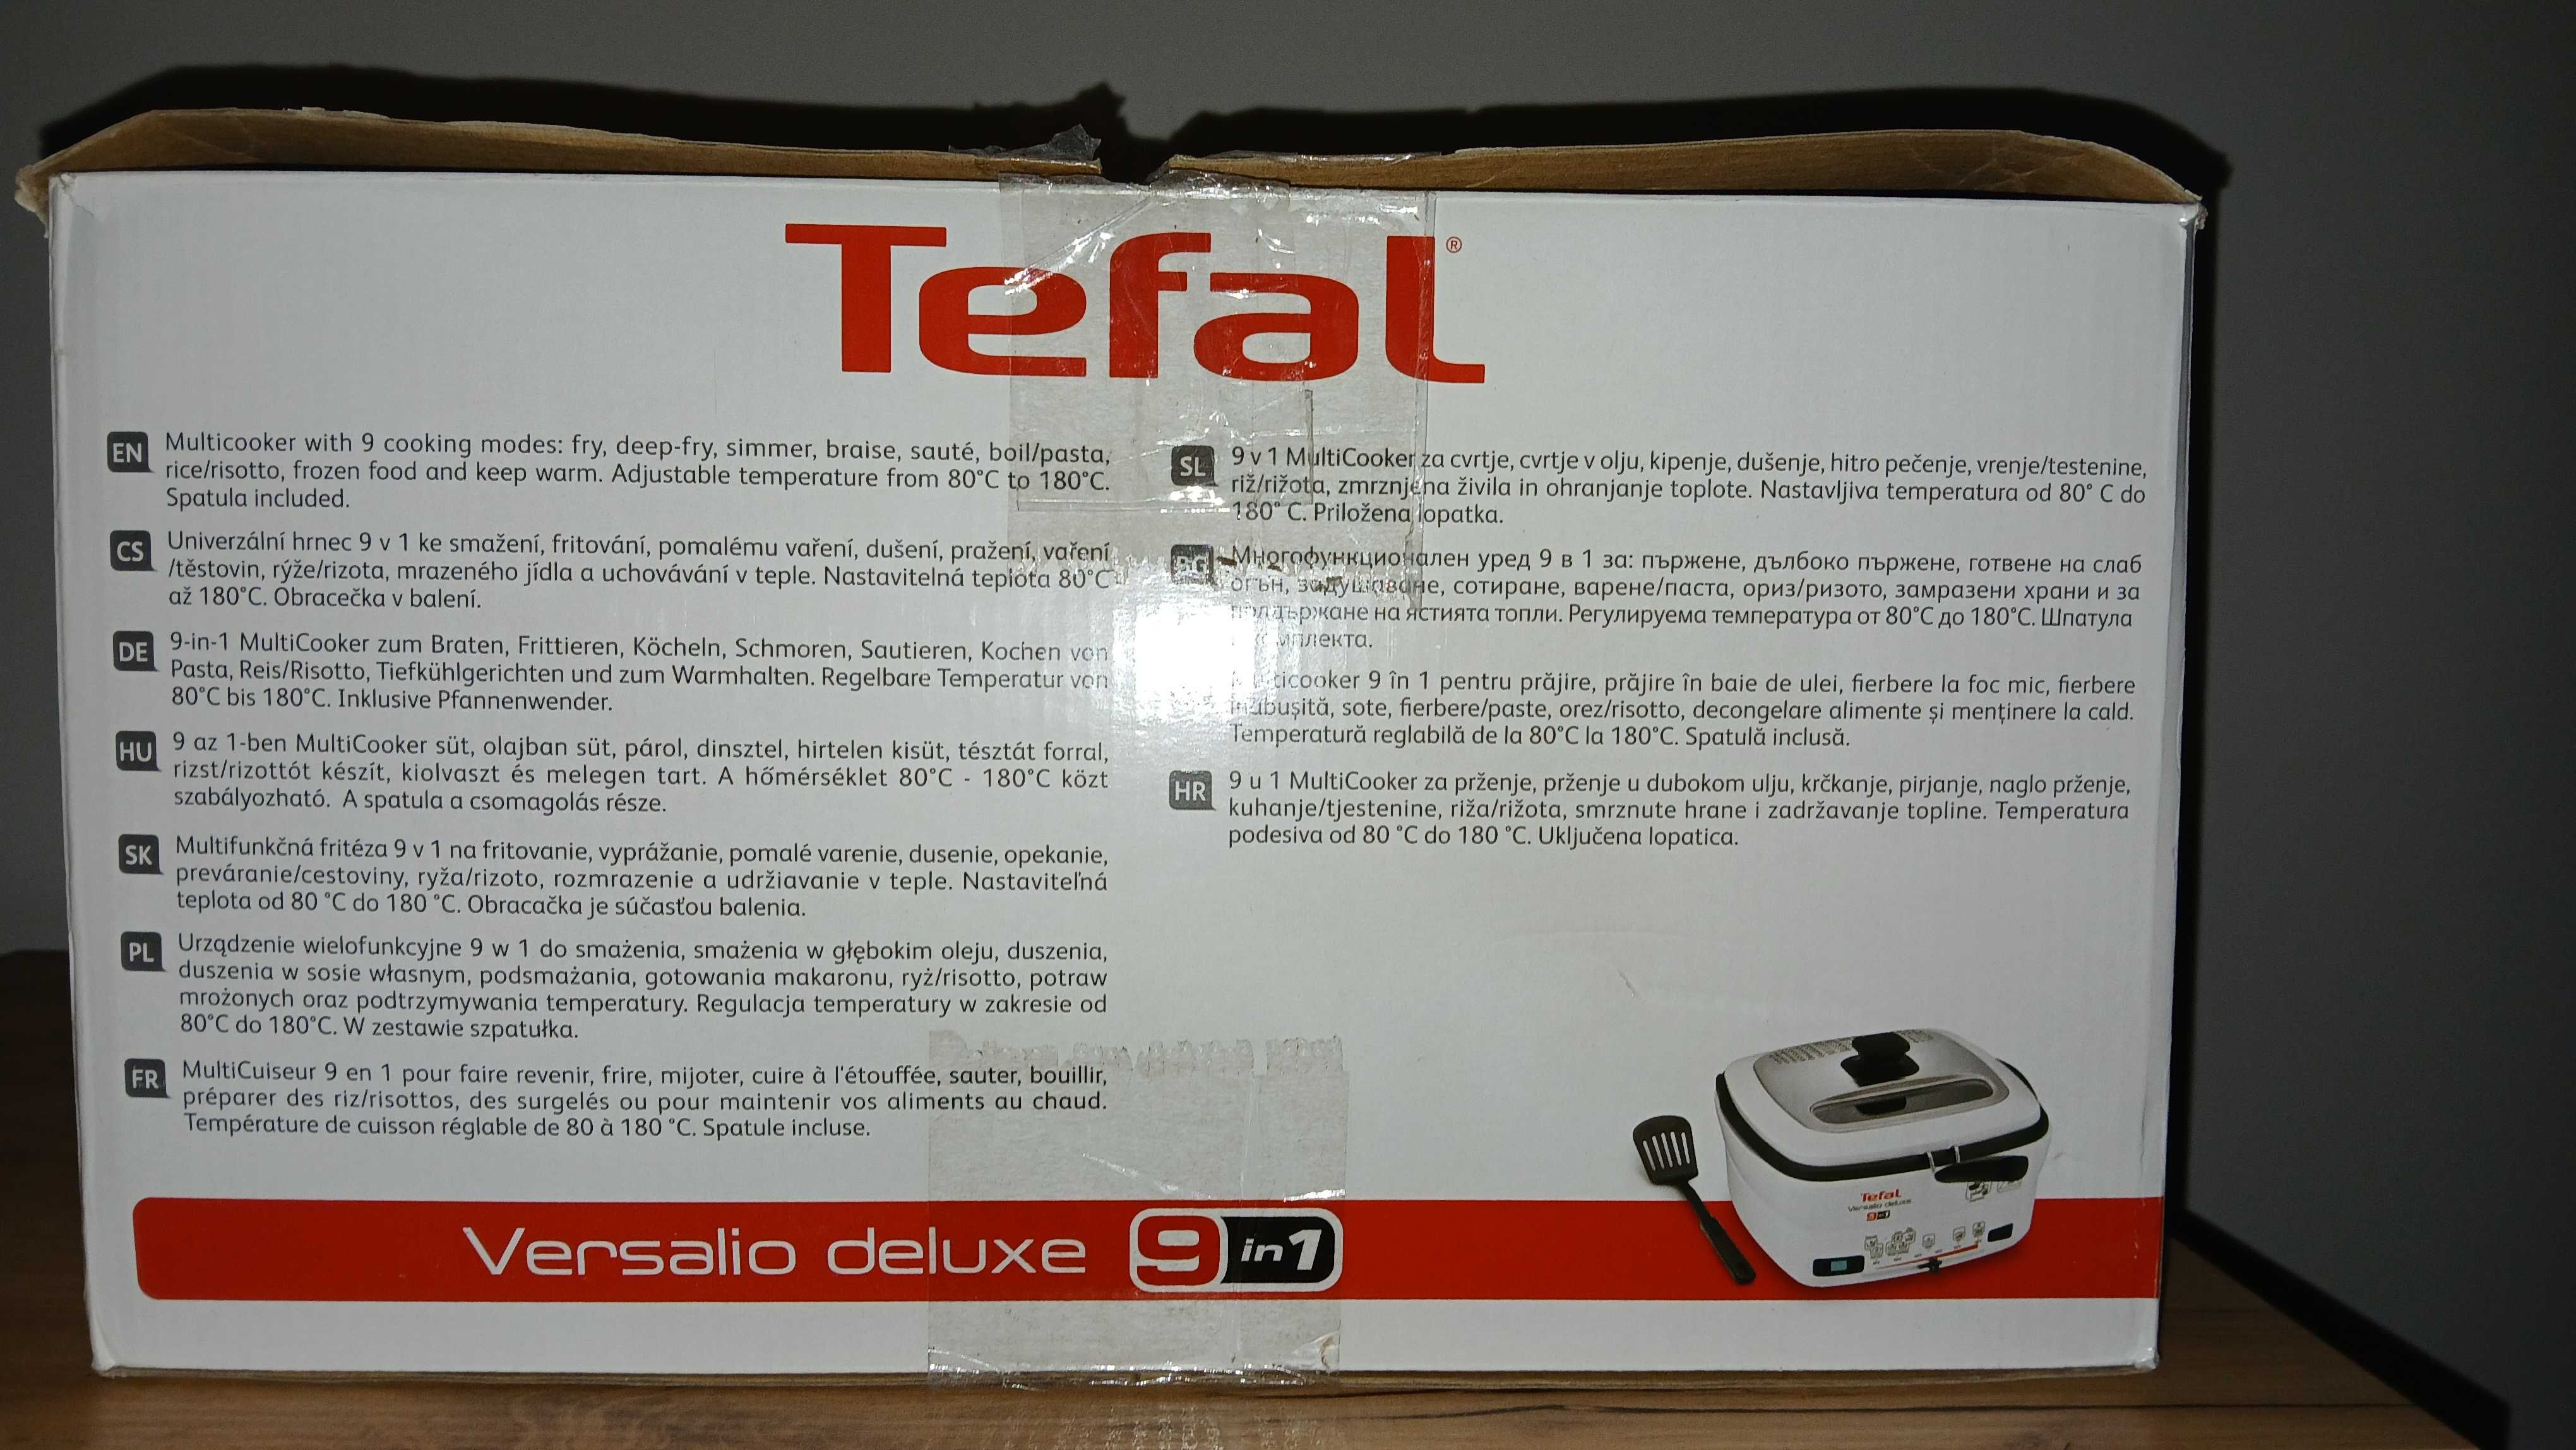 Tefal®
EN Multicooker with 9 cooking modes: fry, deep-fry, simmer, braise, sauté, boil/pasta,
rice/risotto, frozen food and keep warm. Adjustable temperature from 80°C to 180°C.
Spatula included.
CS Univerzální hrnec 9 v 1 ke smažení, fritování, pomalému vaření, dušení, pražení, vaření
/těstovin, rýže/rizota, mrazeného jídla a uchovávání v teple. Nastavitelná teplota 80°C
až 180°C. Obracečka v balení.
DE 9-in-1 MultiCooker zum Braten, Frittieren, Köcheln, Schmoren, Sautieren, Kochen von
Pasta, Reis/Risotto, Tiefkühlgerichten und zum Warmhalten. Regelbare Temperatur von
80°C bis 180°C. Inklusive Pfannenwender.
HU 9 az 1-ben MultiCooker süt, olajban süt, párol, dinsztel, hirtelen kisüt, tésztát forral,
rizst/rizottót készít, kiolvaszt és melegen tart. A hőmérséklet 80°C - 180°C közt
szabályozható. A spatula a csomagolás része.
SK Multifunkčná fritéza 9 v 1 na fritovanie, vyprážanie, pomalé varenie, dusenie, opekanie,
preváranie/cestoviny, ryža/rizoto, rozmrazenie a udržiavanie v teple. Nastaviteľná
teplota od 80 °C do 180 °C. Obracačka je súčasťou balenia.
PL Urządzenie wielofunkcyjne 9 w 1 do smażenia, smażenia w głębokim oleju, duszenia,
duszenia w sosie własnym, podsmażania, gotowania makaronu, ryż/risotto, potraw
mrożonych oraz podtrzymywania temperatury. Regulacja temperatury w zakresie od
80°C do 180°C. W zestawie szpatułka.
FR MultiCuiseur 9 en 1 pour faire revenir, frire, mijoter, cuire à l'étouffée, sauter, bouillir,
préparer des riz/risottos, des surgelés ou pour maintenir vos aliments au chaud.
Température de cuisson réglable de 80 à 180 °C. Spatule incluse.
SL 9 v 1 MultiCooker za cvrtje, cvrtje v olju, kipenje, dušenje, hitro pečenje, vrenje/testenine,
riž/rižota, zmrznjena živila in ohranjanje toplote. Nastavljiva temperatura od 80° C do
180° C. Priložena lopatka.
BG Многофункционален уред 9 в 1 за: пържене, дълбоко пържене, готвене на слаб
огън, задушаване, сотиране, варене/паста, ориз/ризото, замразени храни и за
поддържане на ястията топли. Регулируема температура от 80°C до 180°C. Шпатула
9 în 1 pentru prăjire, prăjire în baie de ulei, fierbere la foc mic, fierbere
înăbușită, sote, fierbere/paste, orez/risotto, decongelare alimente și menținere la cald.
Temperatură reglabilă de la 80°C la 180°C. Spatulă inclusă.
HR 9 u 1 MultiCooker za prženje, prženje u dubokom ulju, krčkanje, pirjanje, naglo prženje,
kuhanje/tjestenine, riža/rižota, smrznute hrane i zadržavanje topline. Temperatura
podesiva od 80 °C do 180 °C. Uključena lopatica.
Tefal
Versalio deluxe
9 in 1
Versalio deluxe 9 in 1